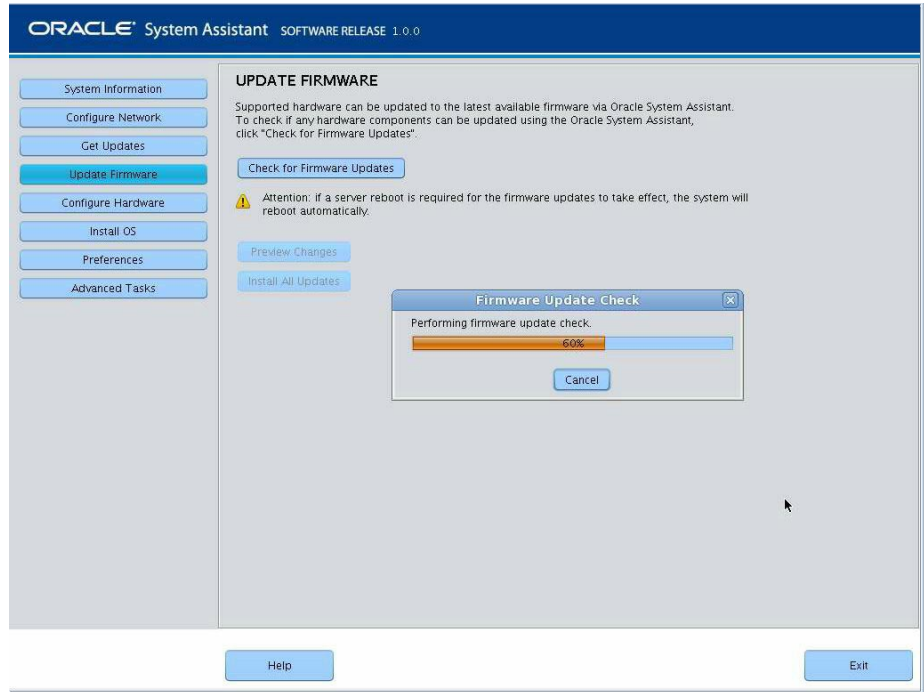 ORACLE System Assistant SOFTWARE RELEASE 1.0.0
System Information
Configure Network
Get Updates
Update Firmware
Configure Hardware
Install OS
Preferences
Advanced Tasks
UPDATE FIRMWARE
Supported hardware can be updated to the latest available firmware via Oracle System Assistant.
To check if any hardware components can be updated using the Oracle System Assistant,
click "Check for Firmware Updates".
Check for Firmware Updates
Attention: if a server reboot is required for the firmware updates to take effect, the system will
reboot automatically.
Preview Changes
Install All Updates
Firmware Update Check
Performing firmware update check.
60%
Cancel
Help
Exit